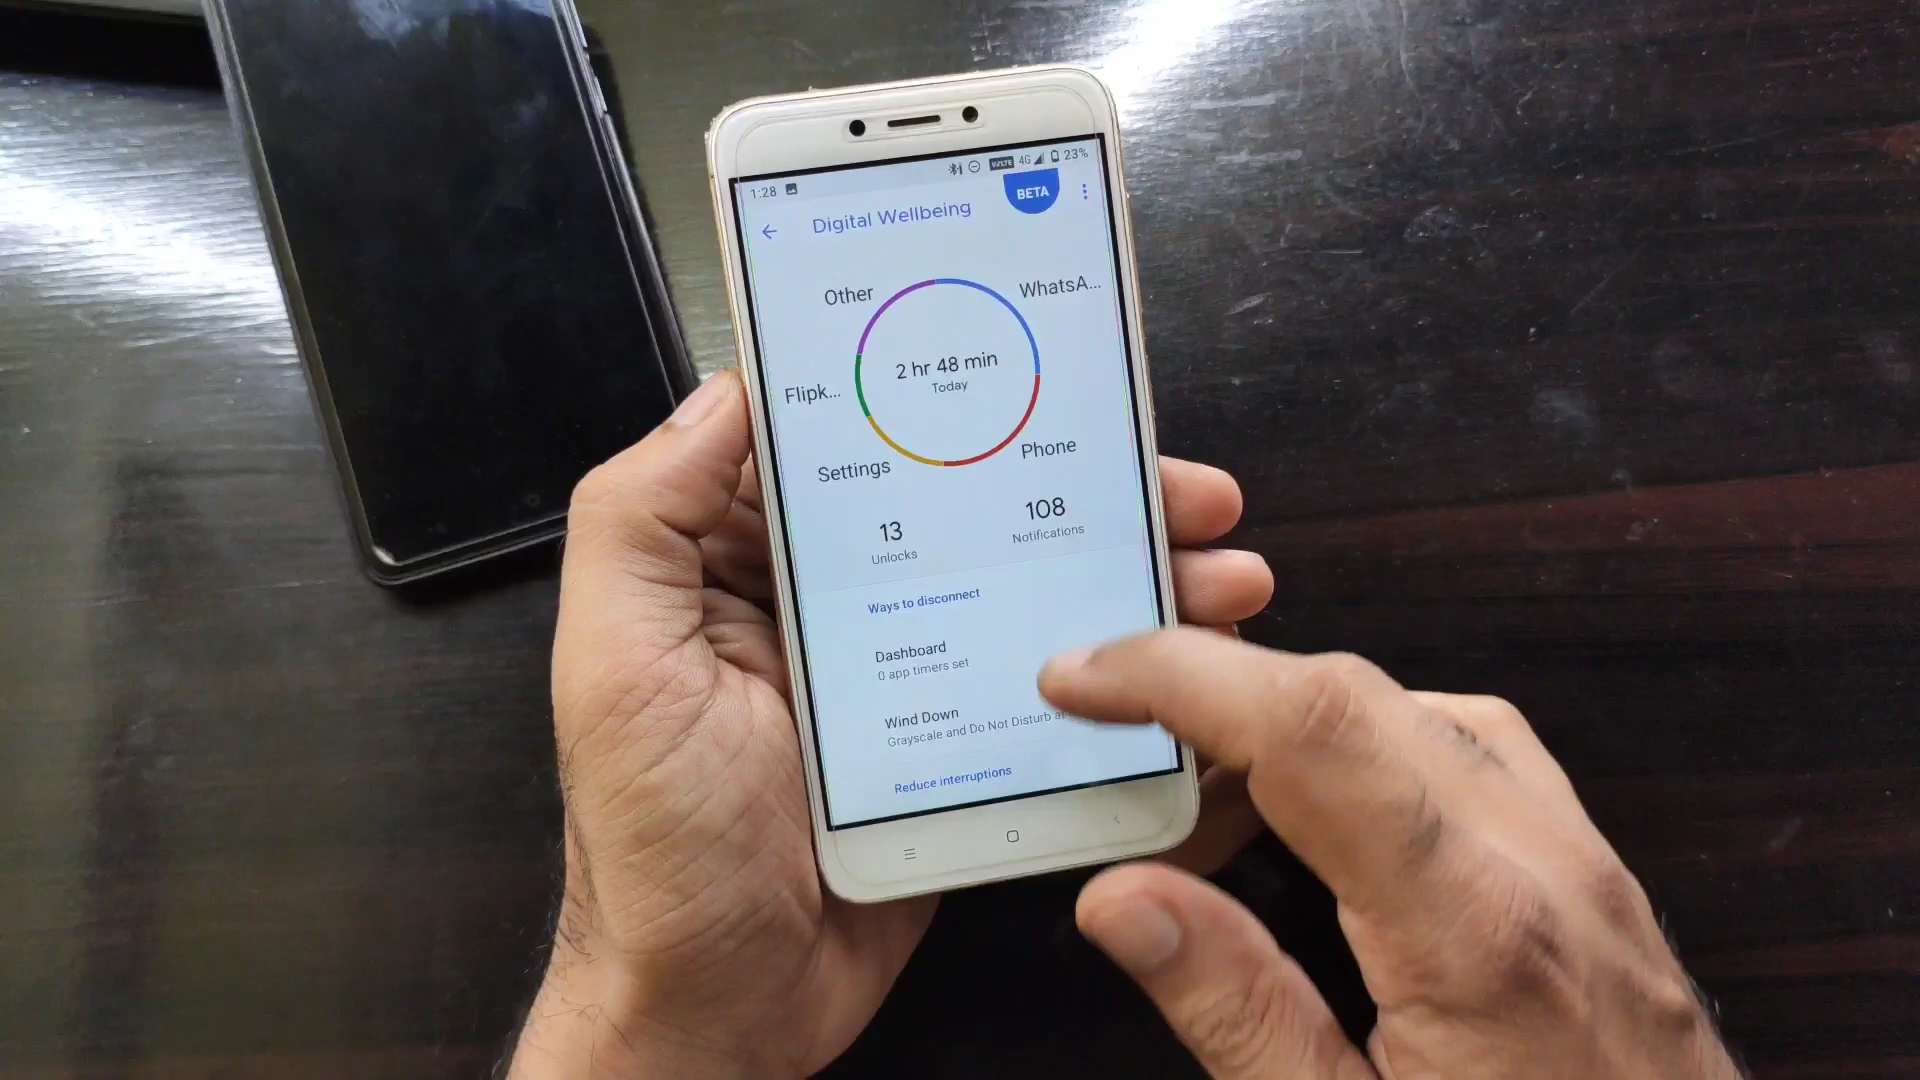 1:28 VoLTE 4G 23%
Digital Wellbeing BETA
Other WhatsA...
2 hr 48 min
Today
Flipk...
Settings Phone
13 108
Unlocks Notifications
Ways to disconnect
Dashboard
0 app timers set
Wind Down
Grayscale and Do Not Disturb at
Reduce interruptions